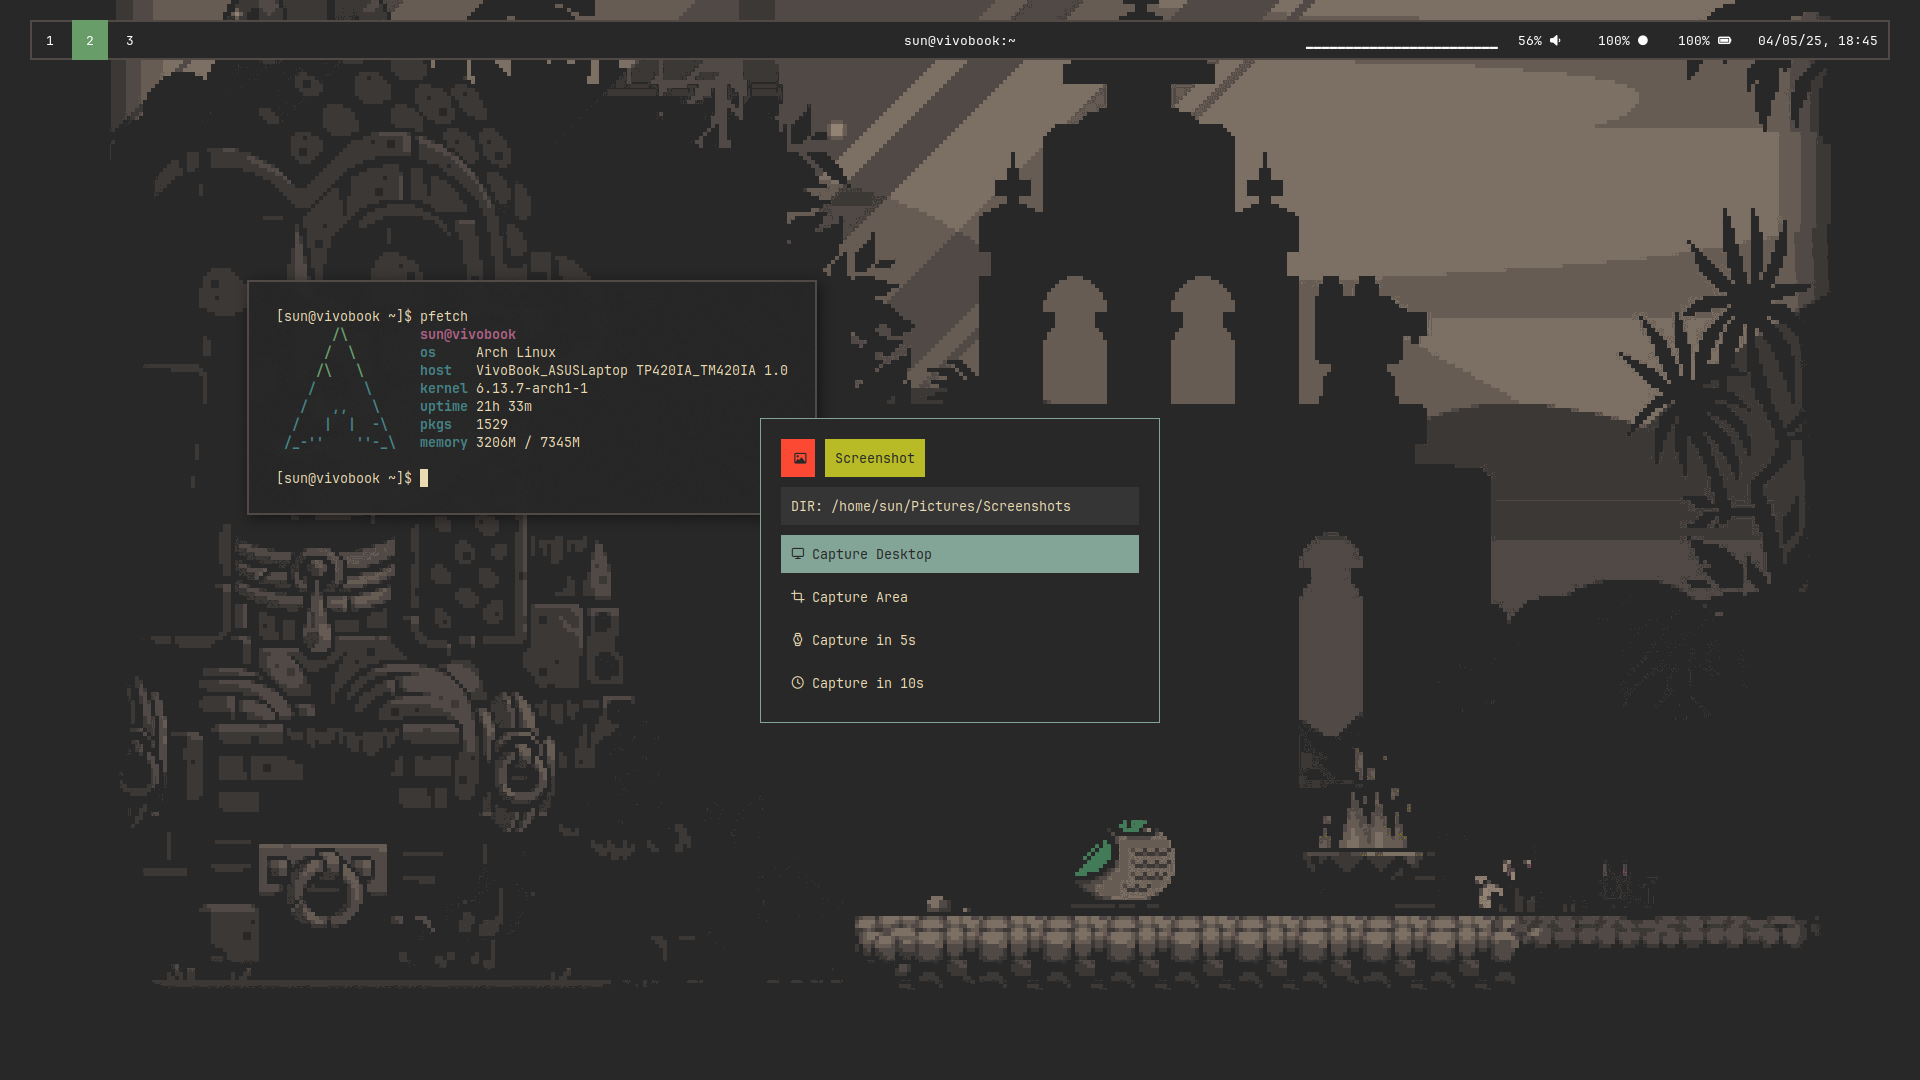 1 2 3 sun@vivobook:~ 56% 100% 100% 04/05/25, 18:45
[sun@vivobook ~]$ pfetch
/\ sun@vivobook
/ \ os Arch Linux
/\ \ host VivoBook_ASUSLaptop TP420IA_TM420IA 1.0
/ \ kernel 6.13.7-arch1-1
/ ,, \ uptime 21h 33m
/ | | -\ pkgs 1529
/_-'' ''-_\ memory 3206M / 7345M
[sun@vivobook ~]$
Screenshot
DIR: /home/sun/Pictures/Screenshots
Capture Desktop
Capture Area
Capture in 5s
Capture in 10s